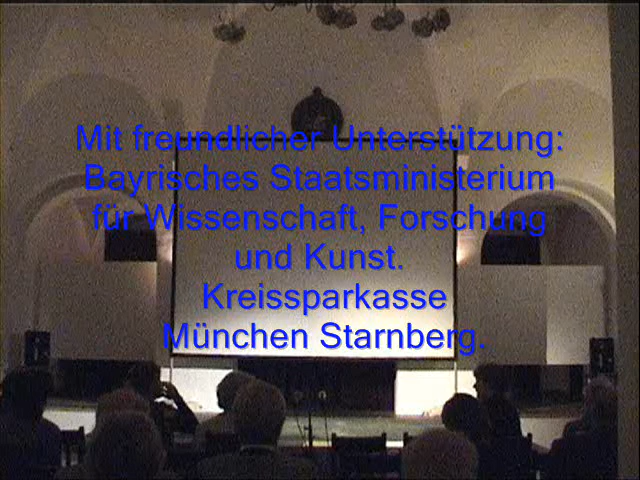 Mit freundlicher Unterstützung:
Bayrisches Staatsministerium
für Wissenschaft, Forschung
und Kunst.
Kreissparkasse
München Starnberg.